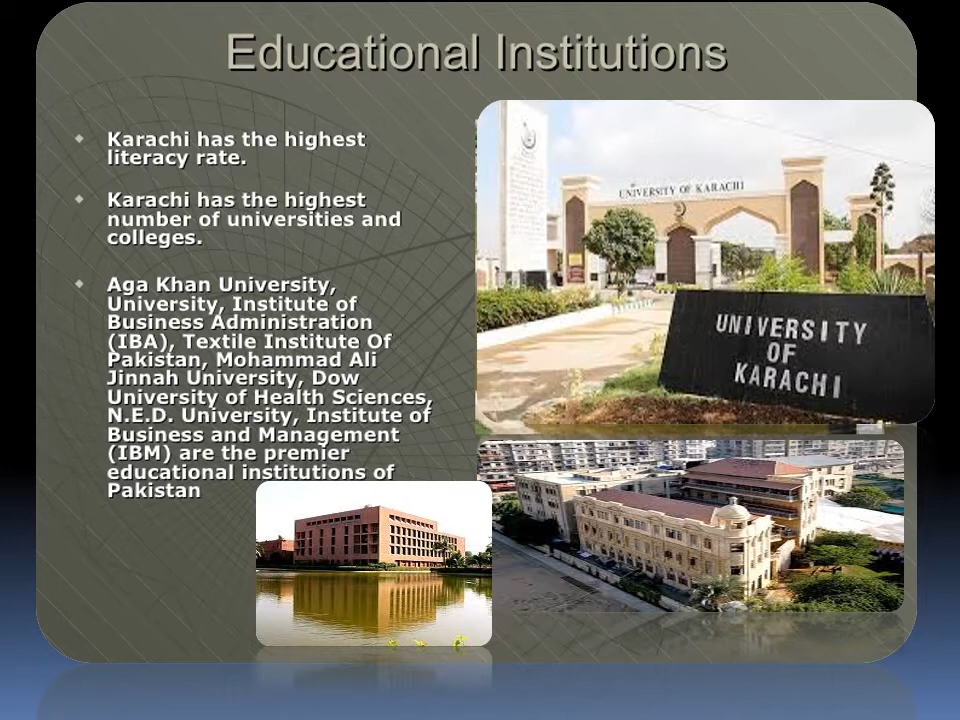 Educational Institutions
Karachi has the highest
literacy rate.
Karachi has the highest
number of universities and
colleges.
Aga Khan University,
University, Institute of
Business Administration
(IBA), Textile Institute Of
Pakistan, Mohammad Ali
Jinnah University, Dow
University of Health Sciences,
N.E.D. University, Institute of
Business and Management
(IBM) are the premier
educational institutions of
Pakistan
UNIVERSITY OF KARACHI
UNIVERSITY
OF
KARACHI